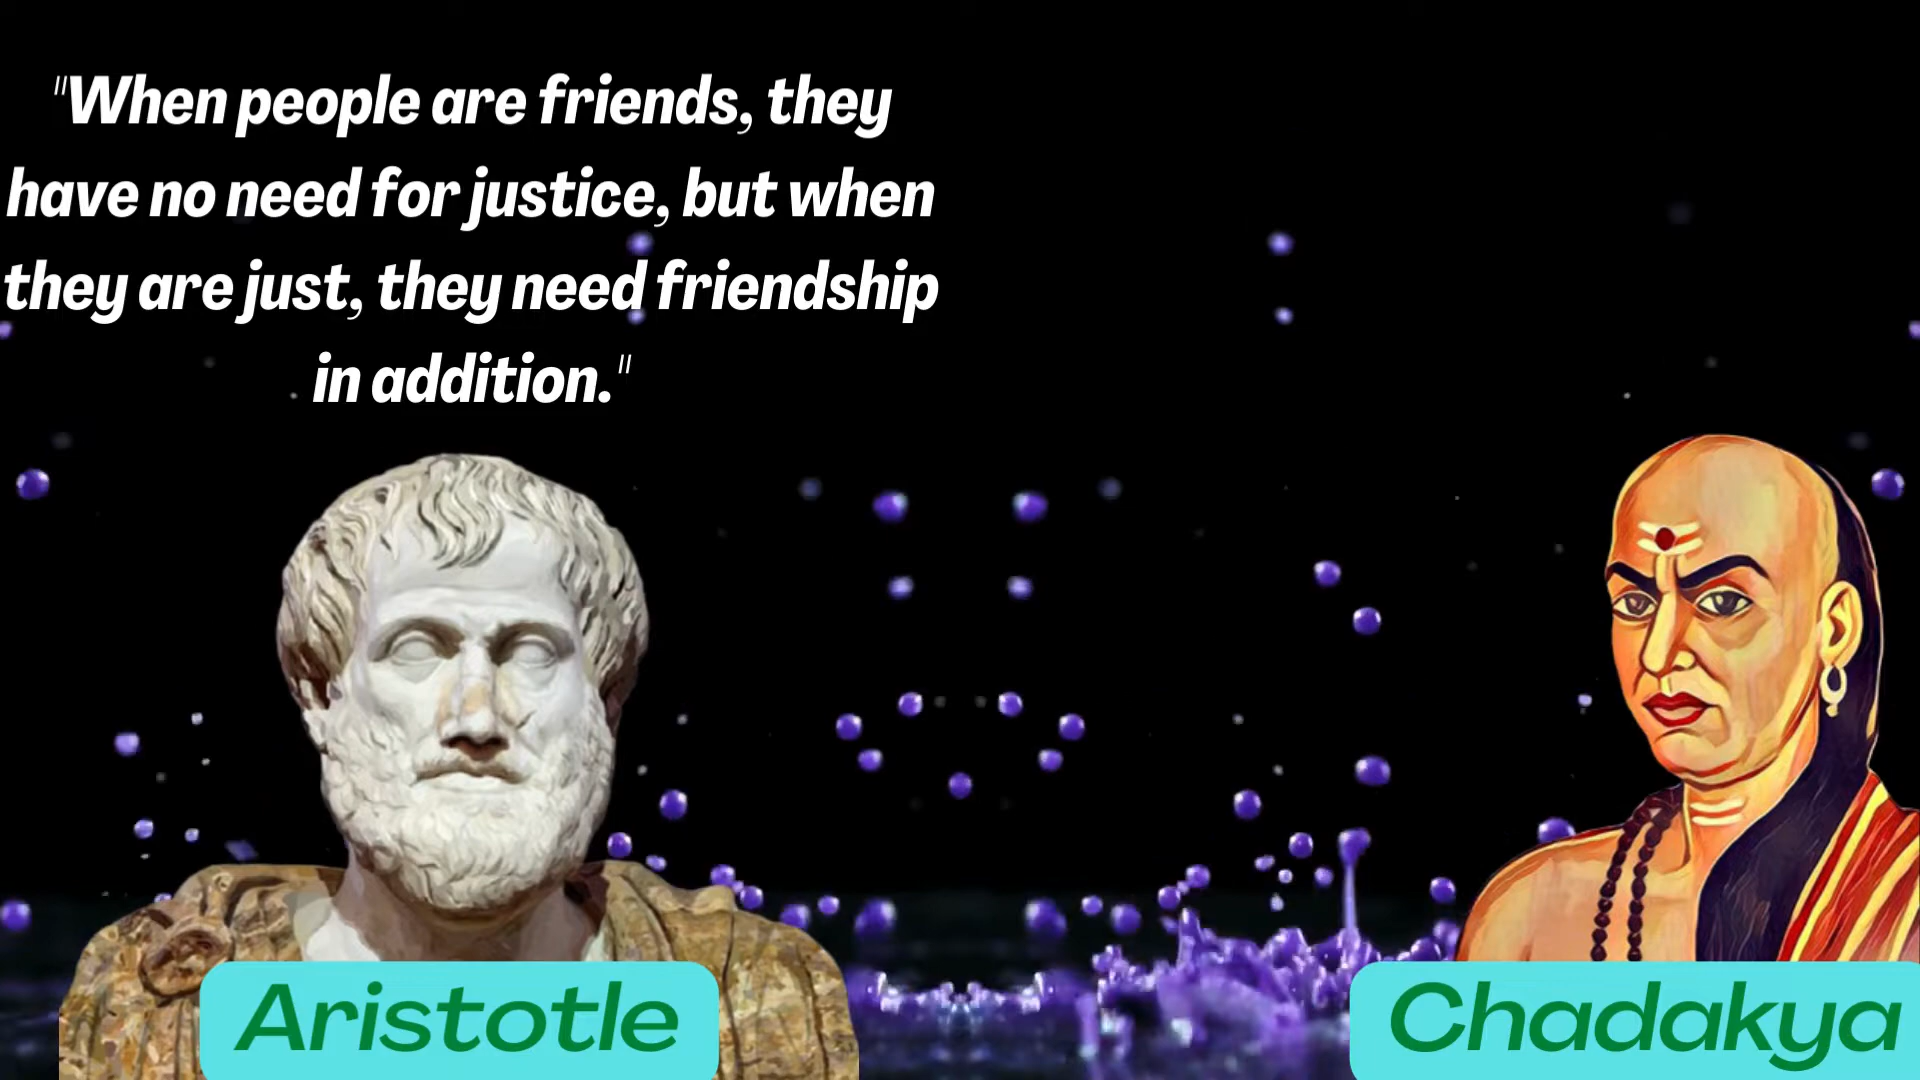 "When people are friends, they
have no need for justice, but when
they are just, they need friendship
in addition."
Aristotle
Chadakya